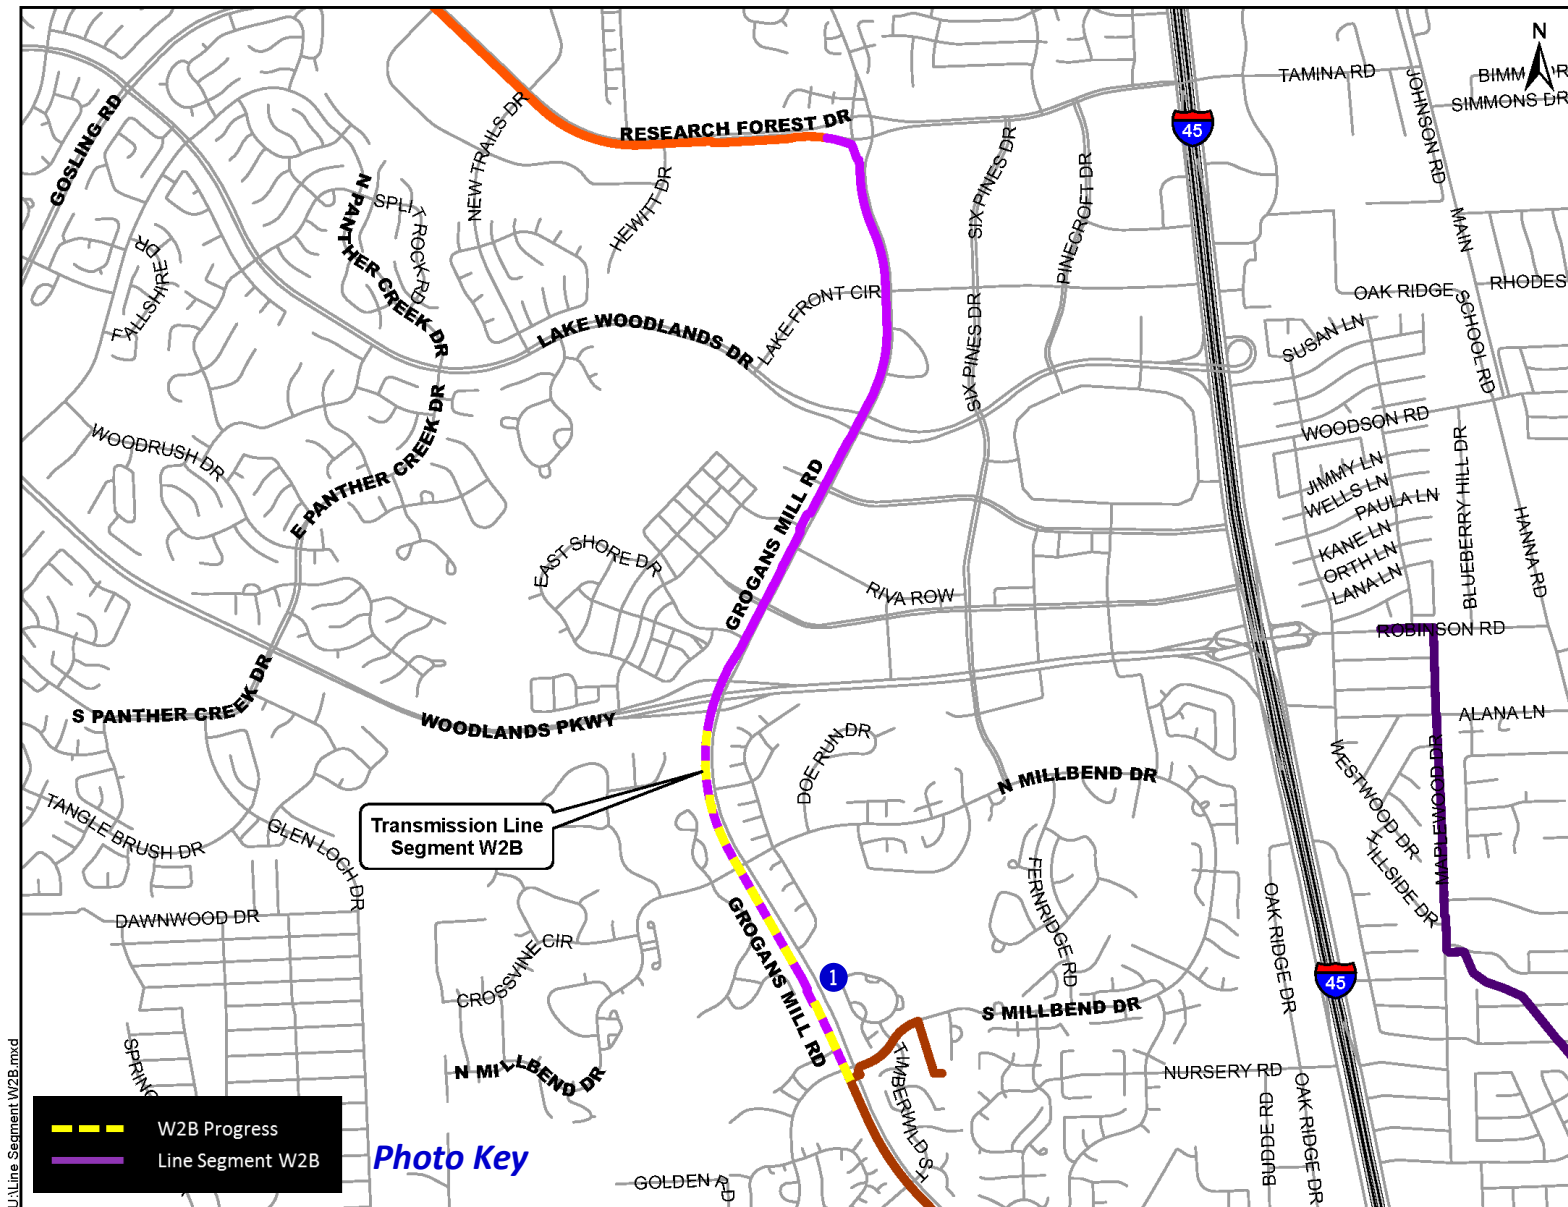 N
TAMINA RD
JOHNSON RD
SIMMONS DR
45
GOSLING RD
NEW TRAILS DR
RESEARCH FOREST DR
HEWITT DR
SIX PINES DR
PINECROFT DR
MAIN
N PANTHER CREEK DR
SPLIT ROCK RD
LAKE FRONT CIR
OAK RIDGE
SCHOOL RD
RHODES
LAKE WOODLANDS DR
SIX PINES DR
SUSAN LN
WOODRUSH DR
E PANTHER CREEK DR
WOODSON RD
JIMMY LN
WELLS LN
PAULA LN
KANE LN
ORTH LN
LANA LN
BLUEBERRY HILL DR
HANNA RD
GROGANS MILL RD
EAST SHORE DR
RIVA ROW
ROBINSON RD
S PANTHER CREEK DR
WOODLANDS PKWY
ALANA LN
DOE RUN DR
N MILLBEND DR
WESTWOOD DR
MAPLEWOOD DR
HILLSIDE DR
Transmission Line
Segment W2B
TANGLE BRUSH DR
GLEN LOCH DR
DAWNWOOD DR
CROSSVINE CIR
GROGANS MILL RD
1
FERNRIDGE RD
OAK RIDGE DR
45
S MILLBEND DR
N MILLBEND DR
TIMBERWILD ST
NURSERY RD
BUDDE RD
OAK RIDGE DR
GOLDEN
W2B Progress
Line Segment W2B
Photo Key
U:\Line Segment W2B.mxd